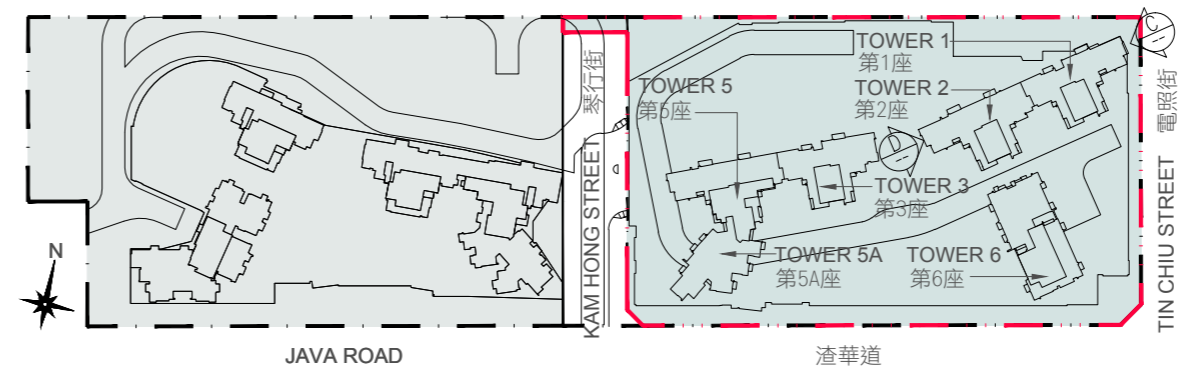 TOWER 1
第1座
C
TOWER 5
第5座
TOWER 2
第2座
琴行街
電照街
D
TOWER 3
第3座
TOWER 5A
第5A座
TOWER 6
第6座
KAM HONG STREET
TIN CHIU STREET
N
JAVA ROAD
渣華道